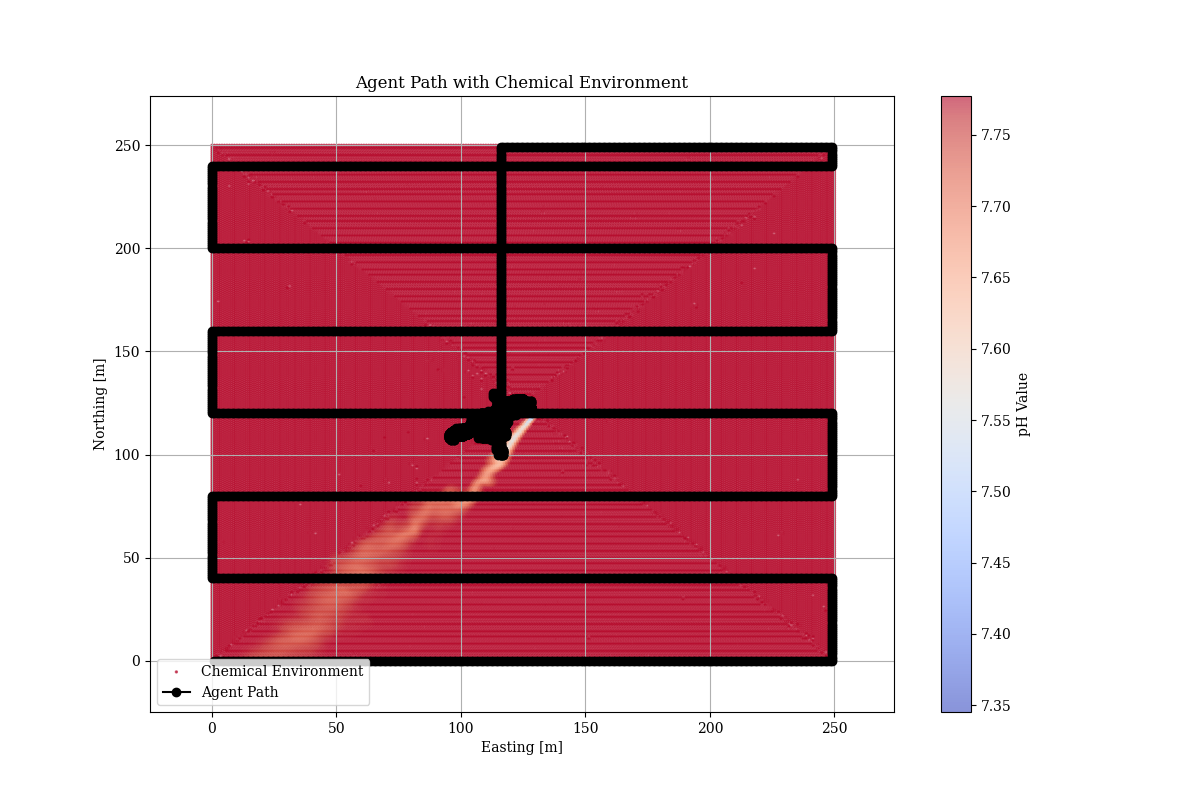 Agent Path with Chemical Environment
250
200
150
100
50
0
Northing [m]
0 50 100 150 200 250
Easting [m]
Chemical Environment
Agent Path
7.75
7.70
7.65
7.60
7.55
7.50
7.45
7.40
7.35
pH Value